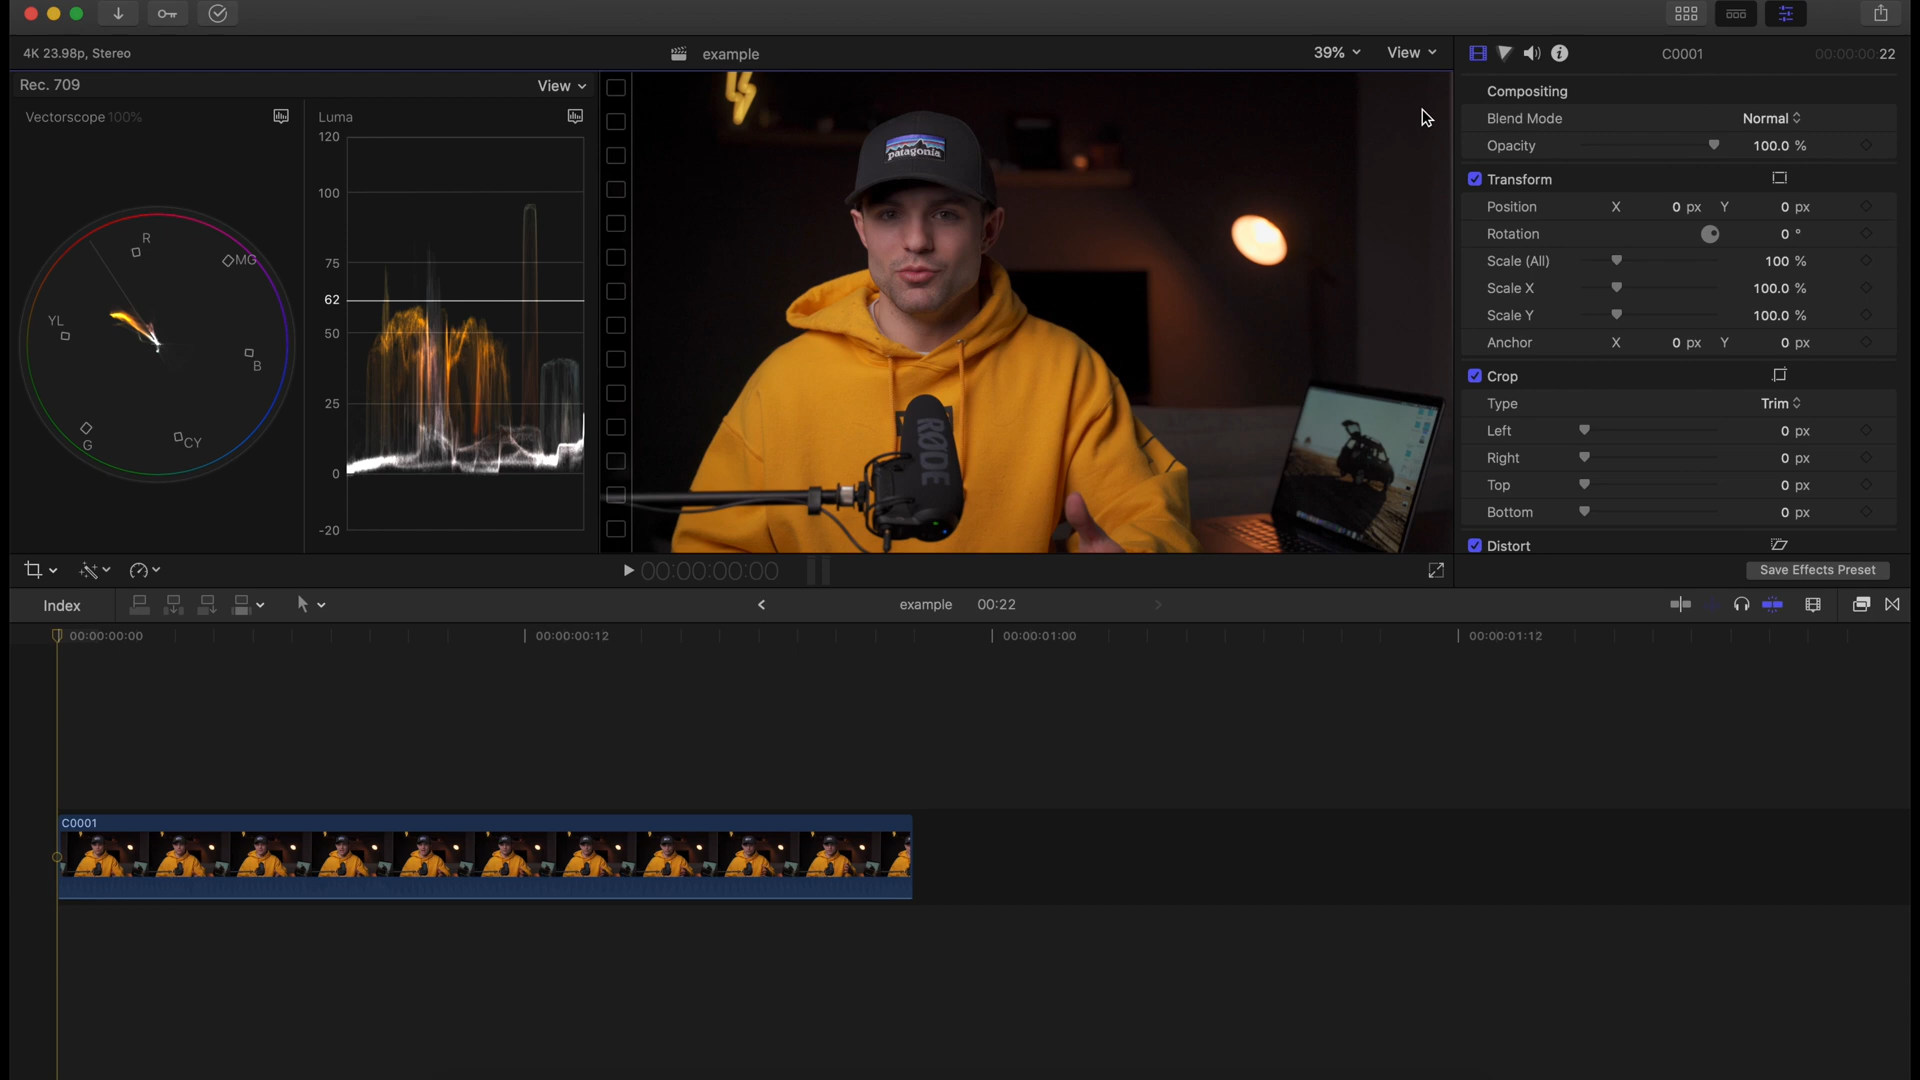 4K 23.98p, Stereo
example
39%
View
C0001
00:00:00:22
Rec. 709
View
Vectorscope 100%
Luma
R
MG
YL
B
G
CY
120
100
75
62
50
25
0
-20
patagonia
RØDE
Compositing
Blend Mode Normal
Opacity 100.0 %
Transform
Position X 0 px Y 0 px
Rotation 0 °
Scale (All) 100 %
Scale X 100.0 %
Scale Y 100.0 %
Anchor X 0 px Y 0 px
Crop
Type Trim
Left 0 px
Right 0 px
Top 0 px
Bottom 0 px
Distort
Save Effects Preset
00:00:00:00
Index
example 00:22
00:00:00:00 00:00:00:12 00:00:01:00 00:00:01:12
C0001